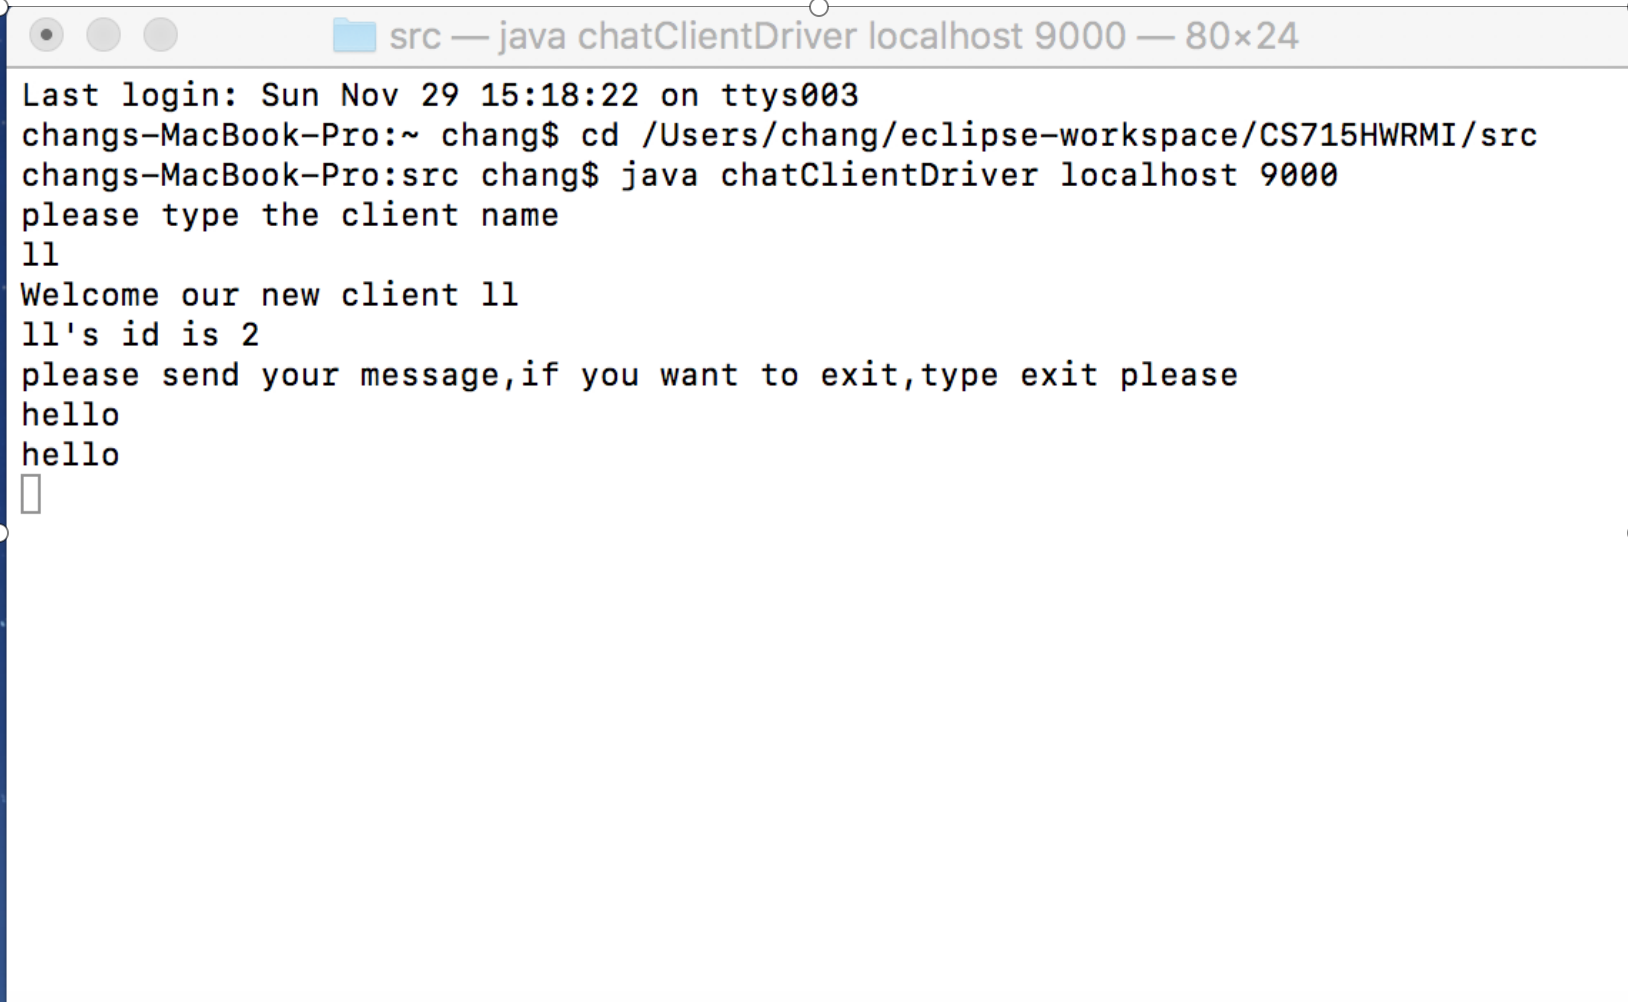 src — java chatClientDriver localhost 9000 — 80×24
Last login: Sun Nov 29 15:18:22 on ttys003
changs-MacBook-Pro:~ chang$ cd /Users/chang/eclipse-workspace/CS715HWRMI/src
changs-MacBook-Pro:src chang$ java chatClientDriver localhost 9000
please type the client name
ll
Welcome our new client ll
ll's id is 2
please send your message,if you want to exit,type exit please
hello
hello